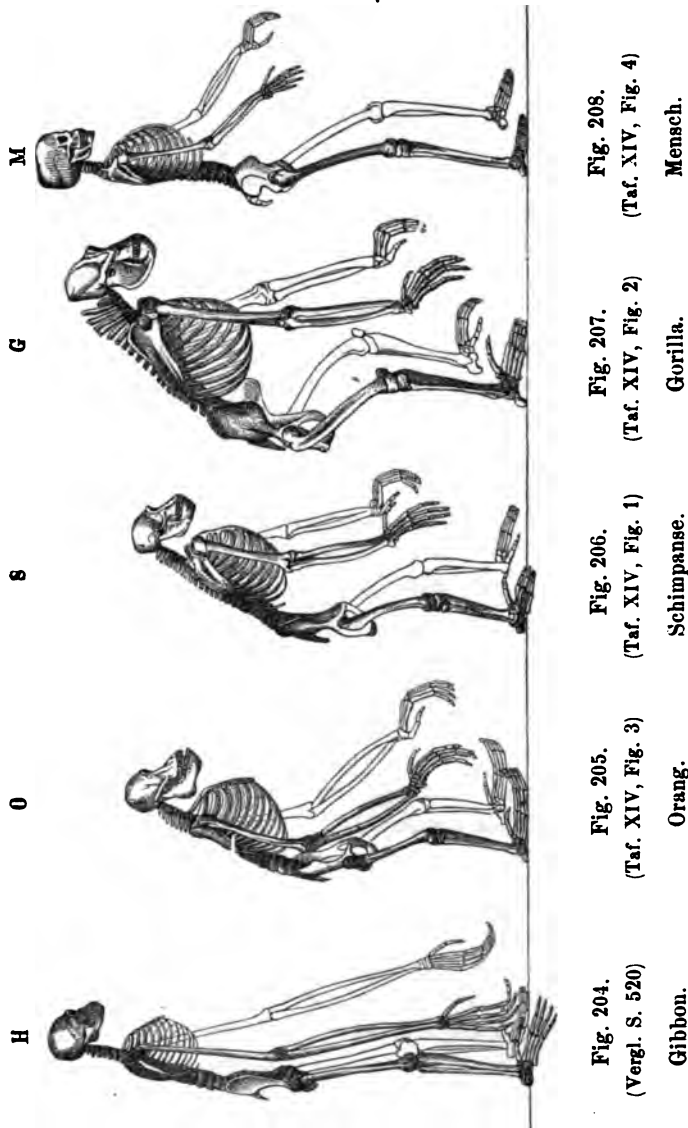 H
O
S
G
M
Fig. 204.
(Vergl. S. 520)
Gibbon.
Fig. 205.
(Taf. XIV, Fig. 3)
Orang.
Fig. 206.
(Taf. XIV, Fig. 1)
Schimpanse.
Fig. 207.
(Taf. XIV, Fig. 2)
Gorilla.
Fig. 208.
(Taf. XIV, Fig. 4)
Mensch.